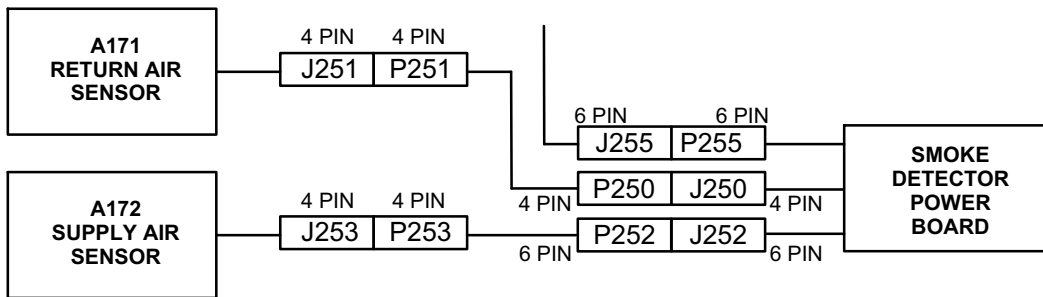 A171
RETURN AIR
SENSOR
4 PIN 4 PIN
J251 P251
6 PIN 6 PIN
J255 P255
P250 J250
4 PIN 4 PIN
A172
SUPPLY AIR
SENSOR
4 PIN 4 PIN
J253 P253
P252 J252
6 PIN 6 PIN
SMOKE
DETECTOR
POWER
BOARD